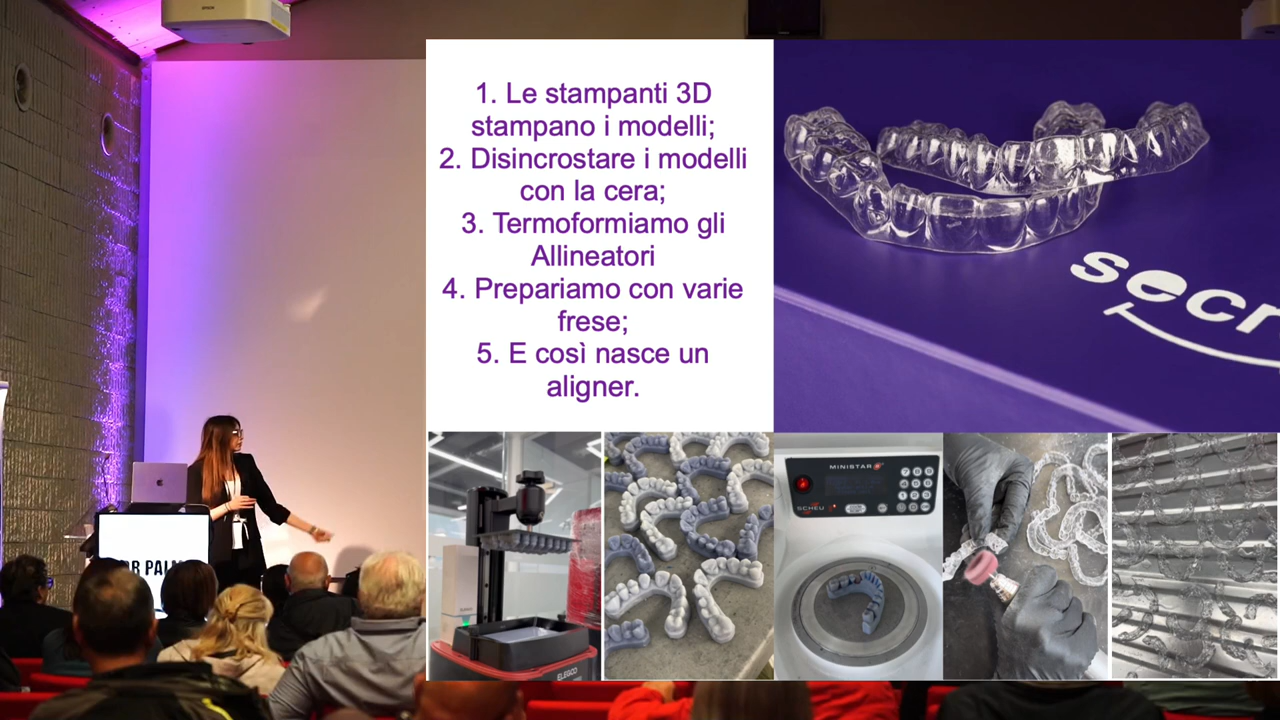 1. Le stampanti 3D
stampano i modelli;
2. Disincrostare i modelli
con la cera;
3. Termoformiamo gli
Allineatori
4. Prepariamo con varie
frese;
5. E così nasce un
aligner.
secr
MINISTAR
SCHEU
ELEGOO